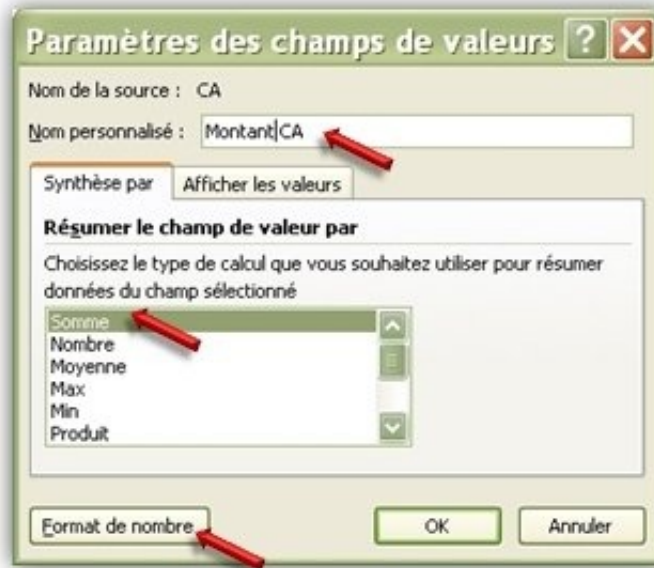 Paramètres des champs de valeurs ? X
Nom de la source : CA
Nom personnalisé : Montant CA
Synthèse par Afficher les valeurs
Résumer le champ de valeur par
Choisissez le type de calcul que vous souhaitez utiliser pour résumer
données du champ sélectionné
Somme
Nombre
Moyenne
Max
Min
Produit
Format de nombre OK Annuler